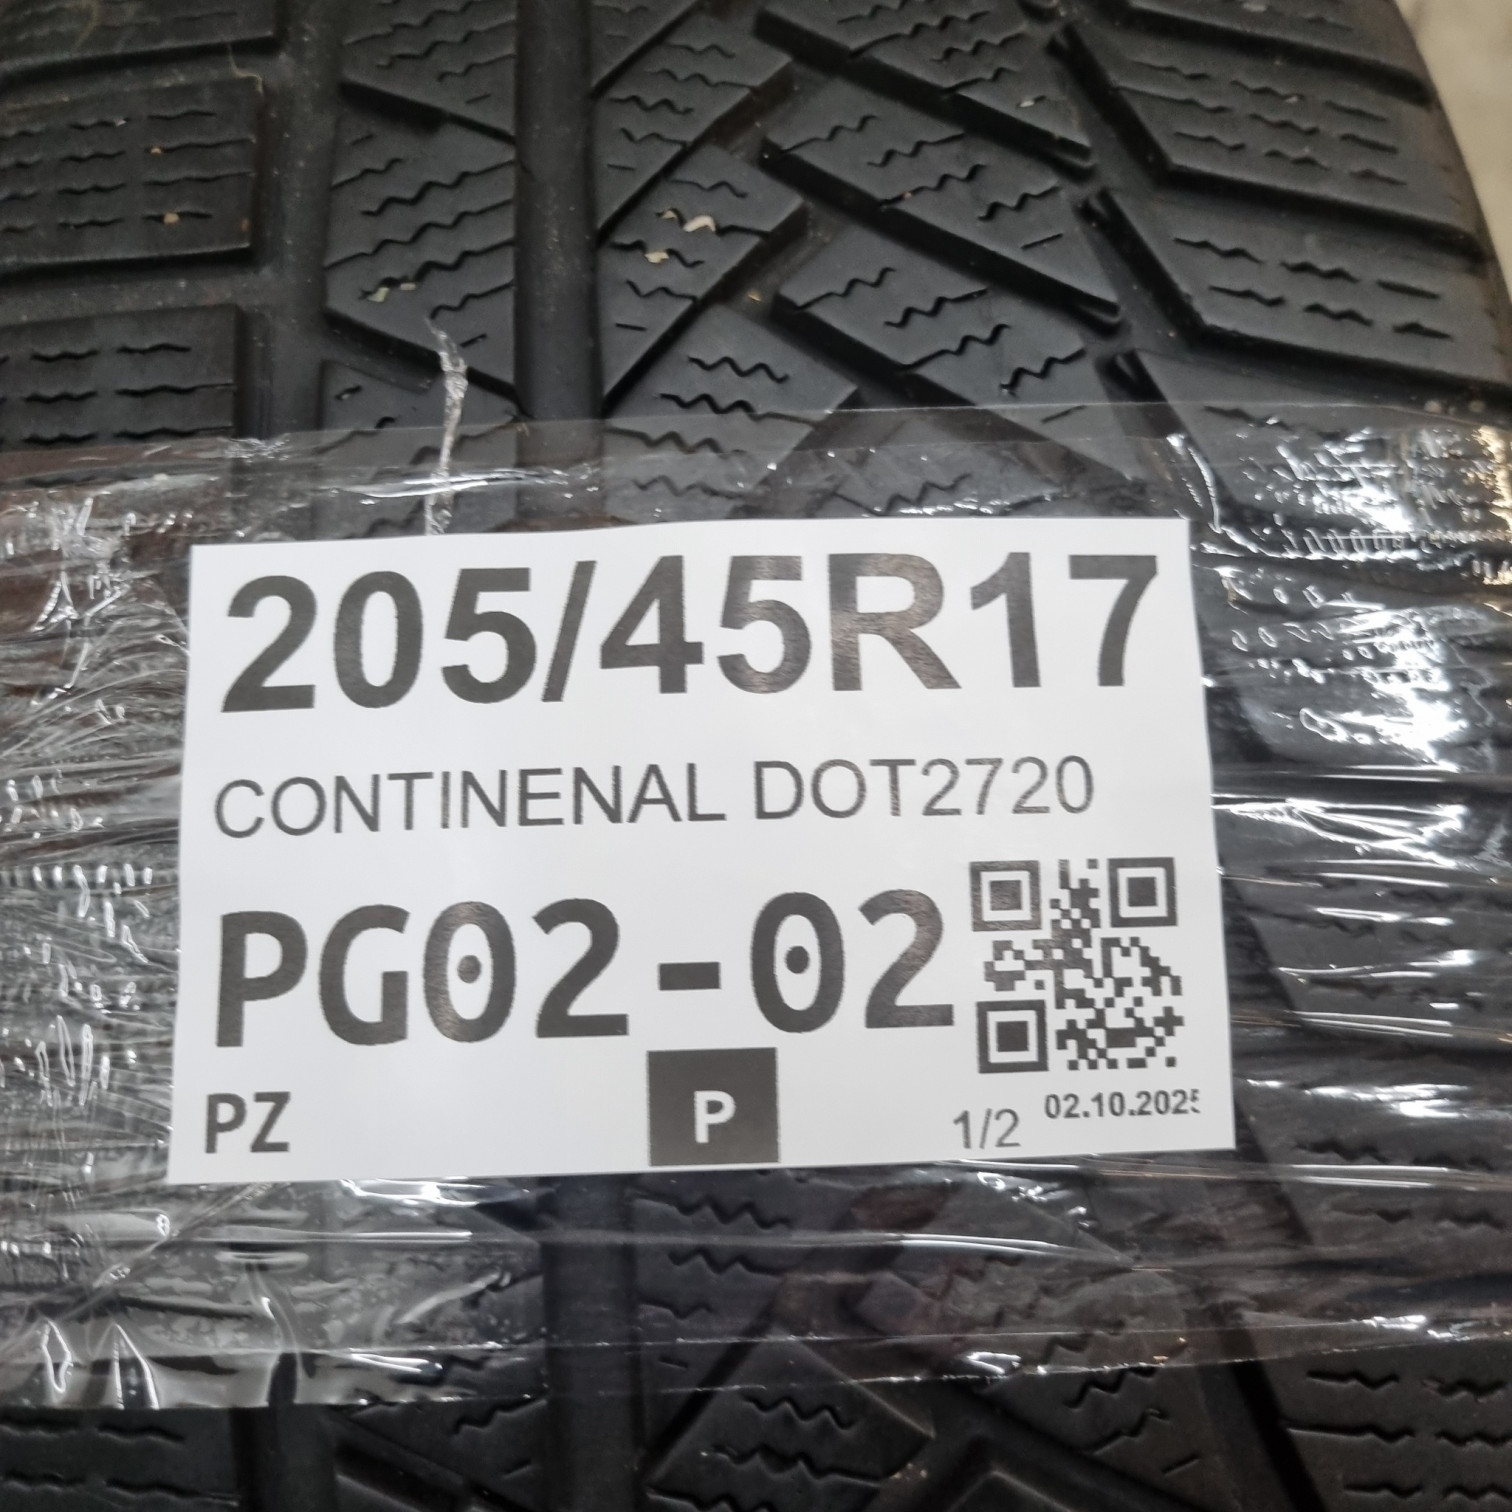 205/45R17
CONTINENAL DOT2720
PG02-02
PZ P 1/2 02.10.2025